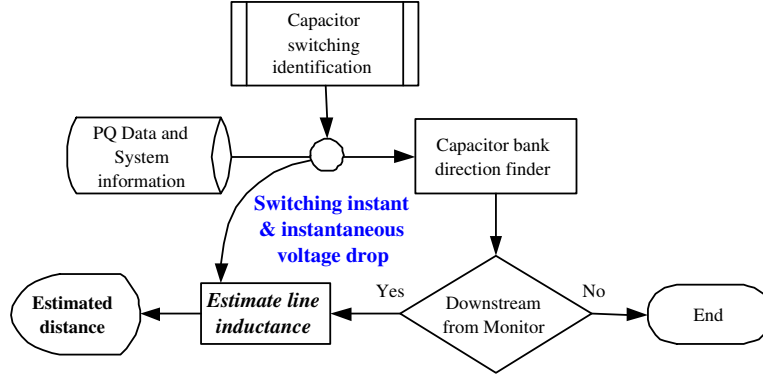 Capacitor
switching
identification
PQ Data and
System
information
Capacitor bank
direction finder
Switching instant
& instantaneous
voltage drop
Estimated
distance
Estimate line
inductance
Yes
Downstream
from Monitor
No
End